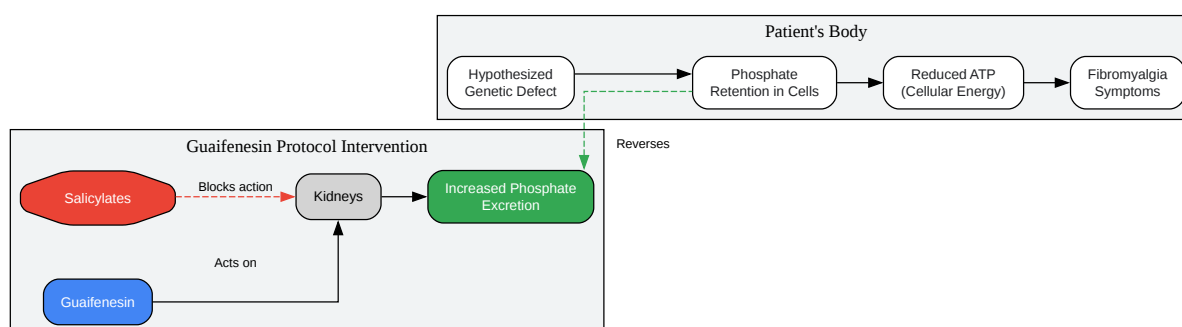 Patient's Body
Hypothesized
Genetic Defect
Phosphate
Retention in Cells
Reduced ATP
(Cellular Energy)
Fibromyalgia
Symptoms
Reverses
Guaifenesin Protocol Intervention
Salicylates
Blocks action
Kidneys
Increased Phosphate
Excretion
Acts on
Guaifenesin